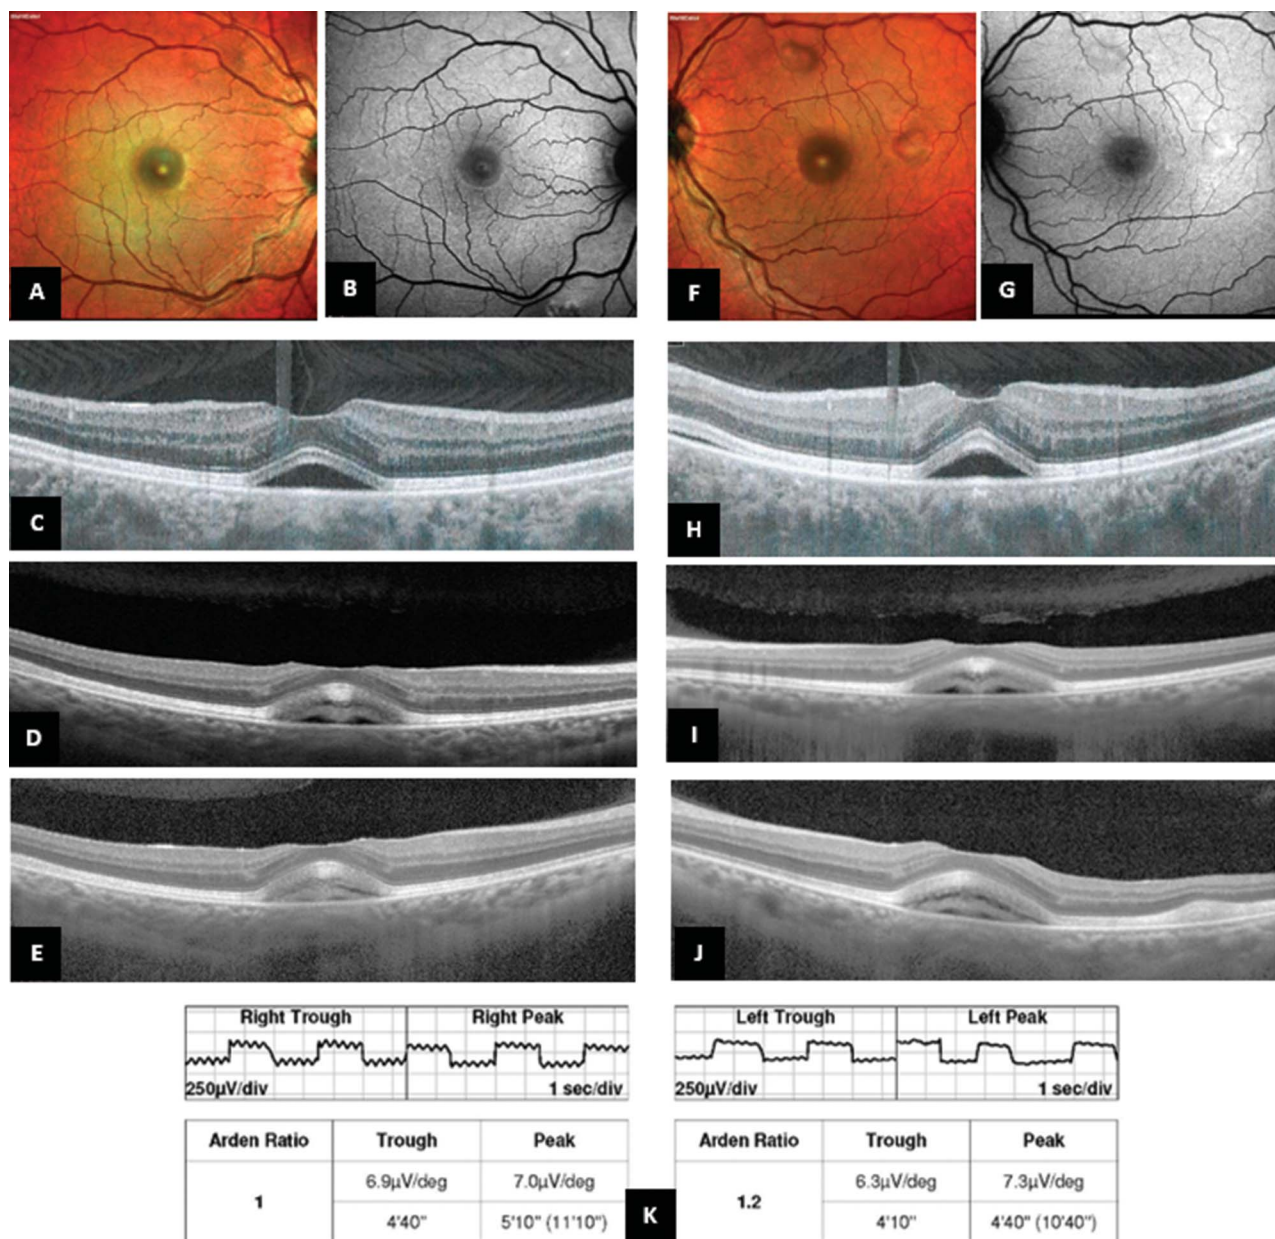 MultiColor
MultiColor
A
B
F
G
C
H
D
I
E
J
Right Trough
Right Peak
250µV/div
1 sec/div
Left Trough
Left Peak
250µV/div
1 sec/div
Arden Ratio
Trough
Peak
1
6.9µV/deg
7.0µV/deg
4'40"
5'10" (11'10")
K
Arden Ratio
Trough
Peak
1.2
6.3µV/deg
7.3µV/deg
4'10"
4'40" (10'40")